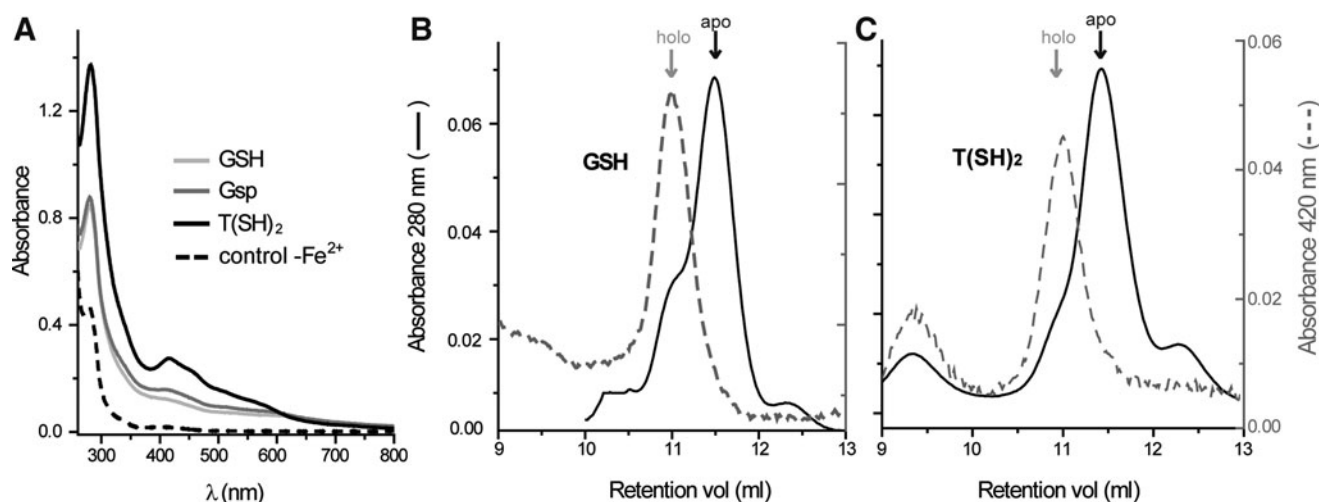 A
Absorbance
1.2
0.8
0.4
0.0
GSH
Gsp
T(SH)₂
control -Fe²⁺
300 400 500 600 700 800
λ (nm)
B
holo
apo
Absorbance 280 nm (—)
0.06
0.04
0.02
0.00
GSH
9 10 11 12 13
Retention vol (ml)
C
holo
apo
T(SH)₂
0.06
0.04
0.02
0.00
Absorbance 420 nm (---)
9 10 11 12 13
Retention vol (ml)